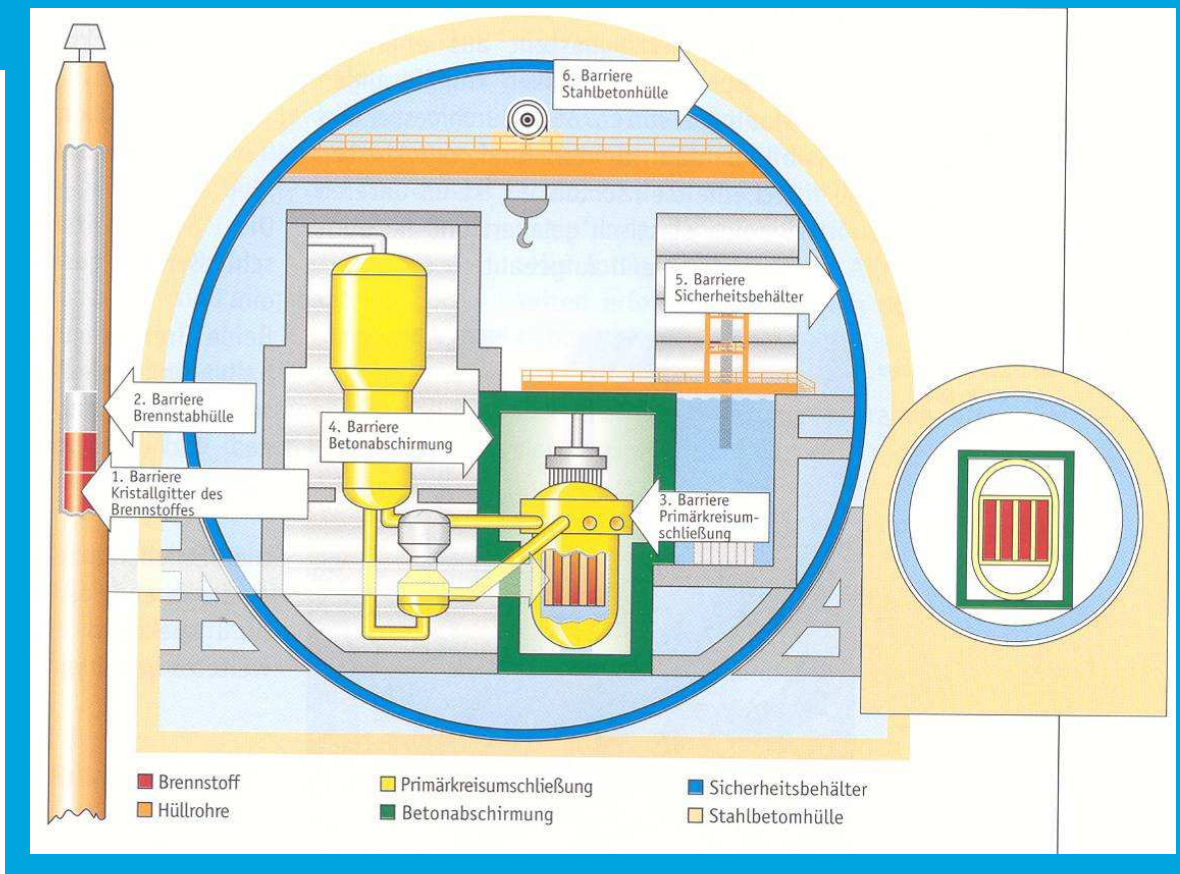 6. Barriere
Stahlbetonhülle
5. Barriere
Sicherheitsbehälter
2. Barriere
Brennstabhülle
4. Barriere
Betonabschirmung
1. Barriere
Kristallgitter des
Brennstoffes
3. Barriere
Primärkreisum-
schließung
Brennstoff
Primärkreisumschließung
Sicherheitsbehälter
Hüllrohre
Betonabschirmung
Stahlbetomhülle